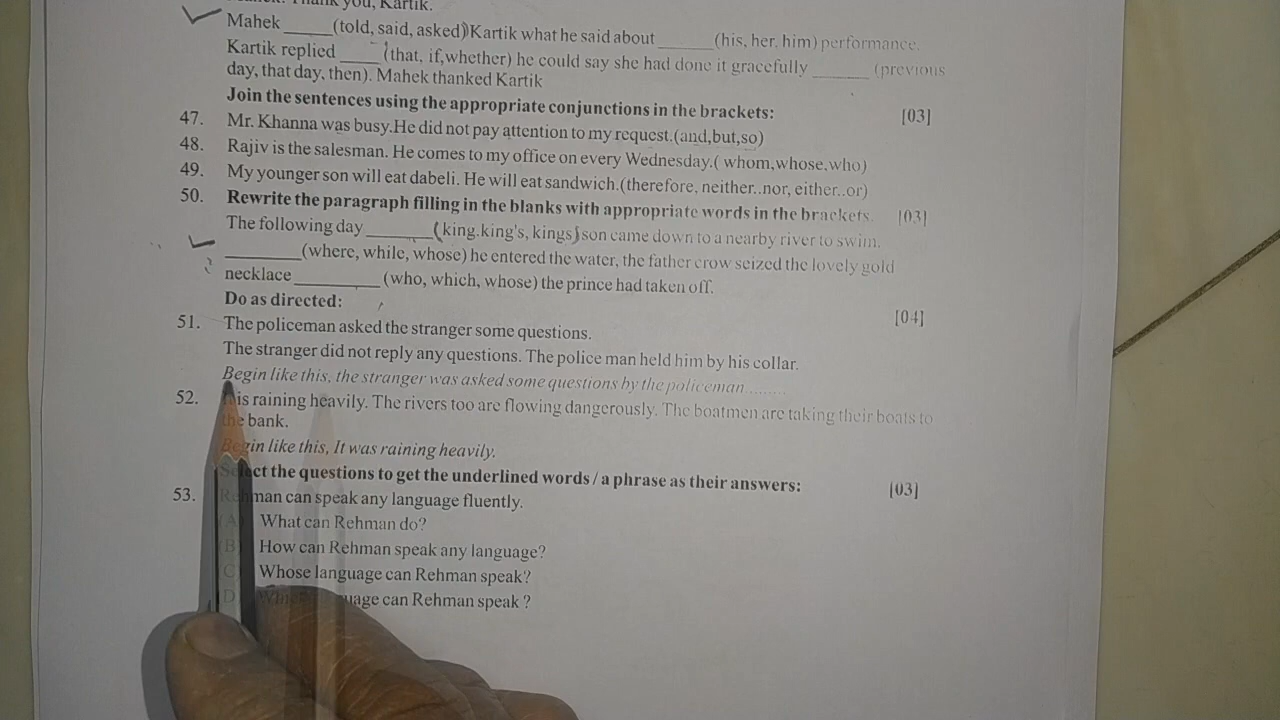 you, Kartik.
Mahek _____ (told, said, asked) Kartik what he said about _____ (his, her, him) performance.
Kartik replied ____ (that, if,whether) he could say she had done it gracefully ______ (previous
day, that day, then). Mahek thanked Kartik
Join the sentences using the appropriate conjunctions in the brackets: [03]
47. Mr. Khanna was busy.He did not pay attention to my request.(and,but,so)
48. Rajiv is the salesman. He comes to my office on every Wednesday.( whom,whose,who)
49. My younger son will eat dabeli. He will eat sandwich.(therefore, neither..nor, either..or)
50. Rewrite the paragraph filling in the blanks with appropriate words in the brackets. [03]
The following day _______ (king.king's, kings) son came down to a nearby river to swim.
________ (where, while, whose) he entered the water, the father crow seized the lovely gold
necklace _________ (who, which, whose) the prince had taken off.
Do as directed: [04]
51. The policeman asked the stranger some questions.
The stranger did not reply any questions. The police man held him by his collar.
Begin like this, the stranger was asked some questions by the policeman ........
52. is raining heavily. The rivers too are flowing dangerously. The boatmen are taking their boats to
the bank.
Begin like this, It was raining heavily.
Select the questions to get the underlined words / a phrase as their answers: [03]
53. Rehman can speak any language fluently.
(A) What can Rehman do?
(B) How can Rehman speak any language?
(C) Whose language can Rehman speak?
(D) can Rehman speak ?